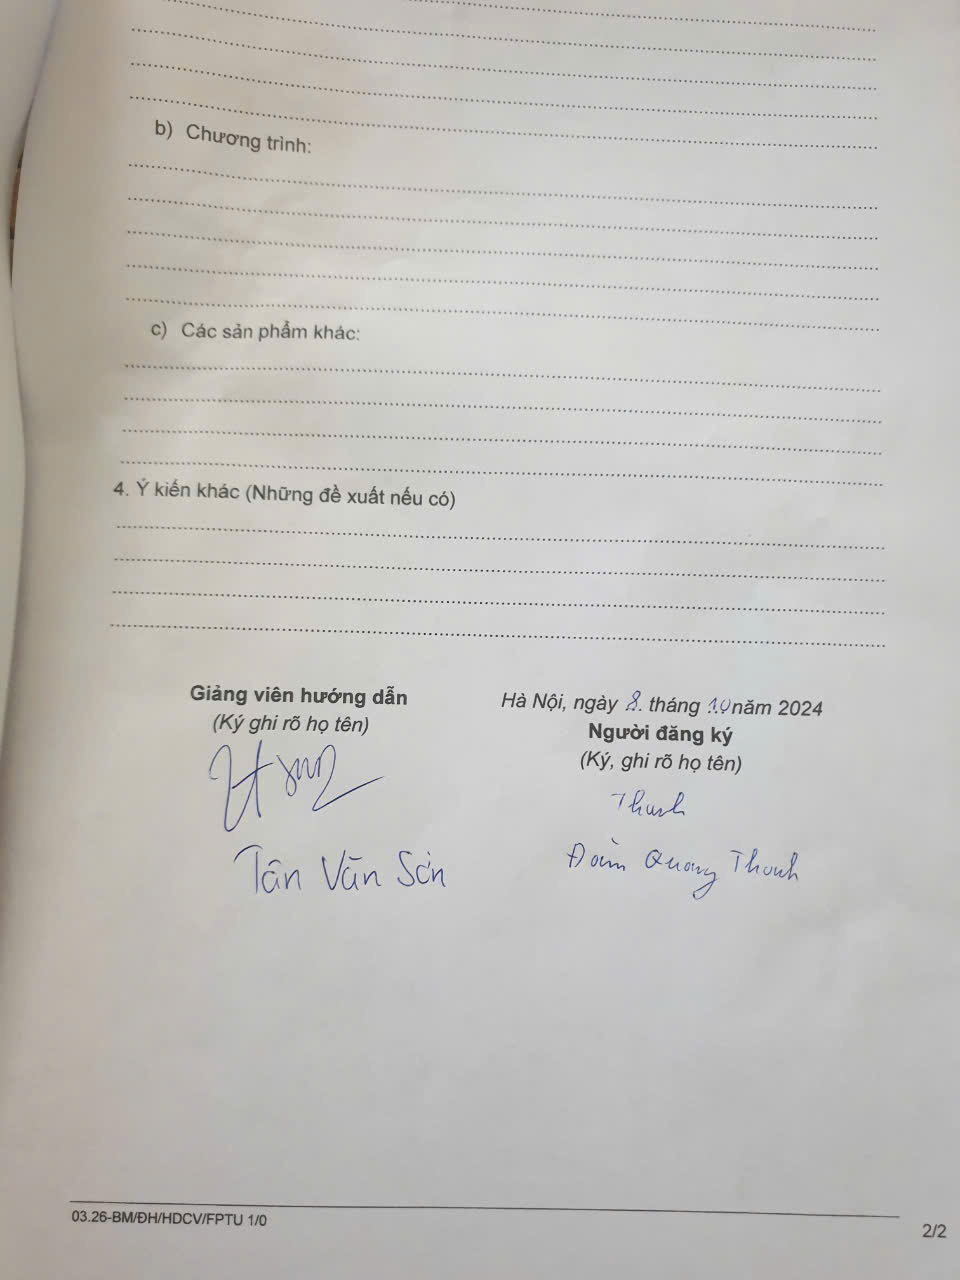 b) Chương trình:
c) Các sản phẩm khác:
4. Ý kiến khác (Những đề xuất nếu có)
Giảng viên hướng dẫn
(Ký ghi rõ họ tên)
Tân Văn Sơn
Hà Nội, ngày 8. tháng 10 năm 2024
Người đăng ký
(Ký, ghi rõ họ tên)
Thanh
Đoàn Quang Thanh
03.26-BM/ĐH/HDCV/FPTU 1/0
2/2